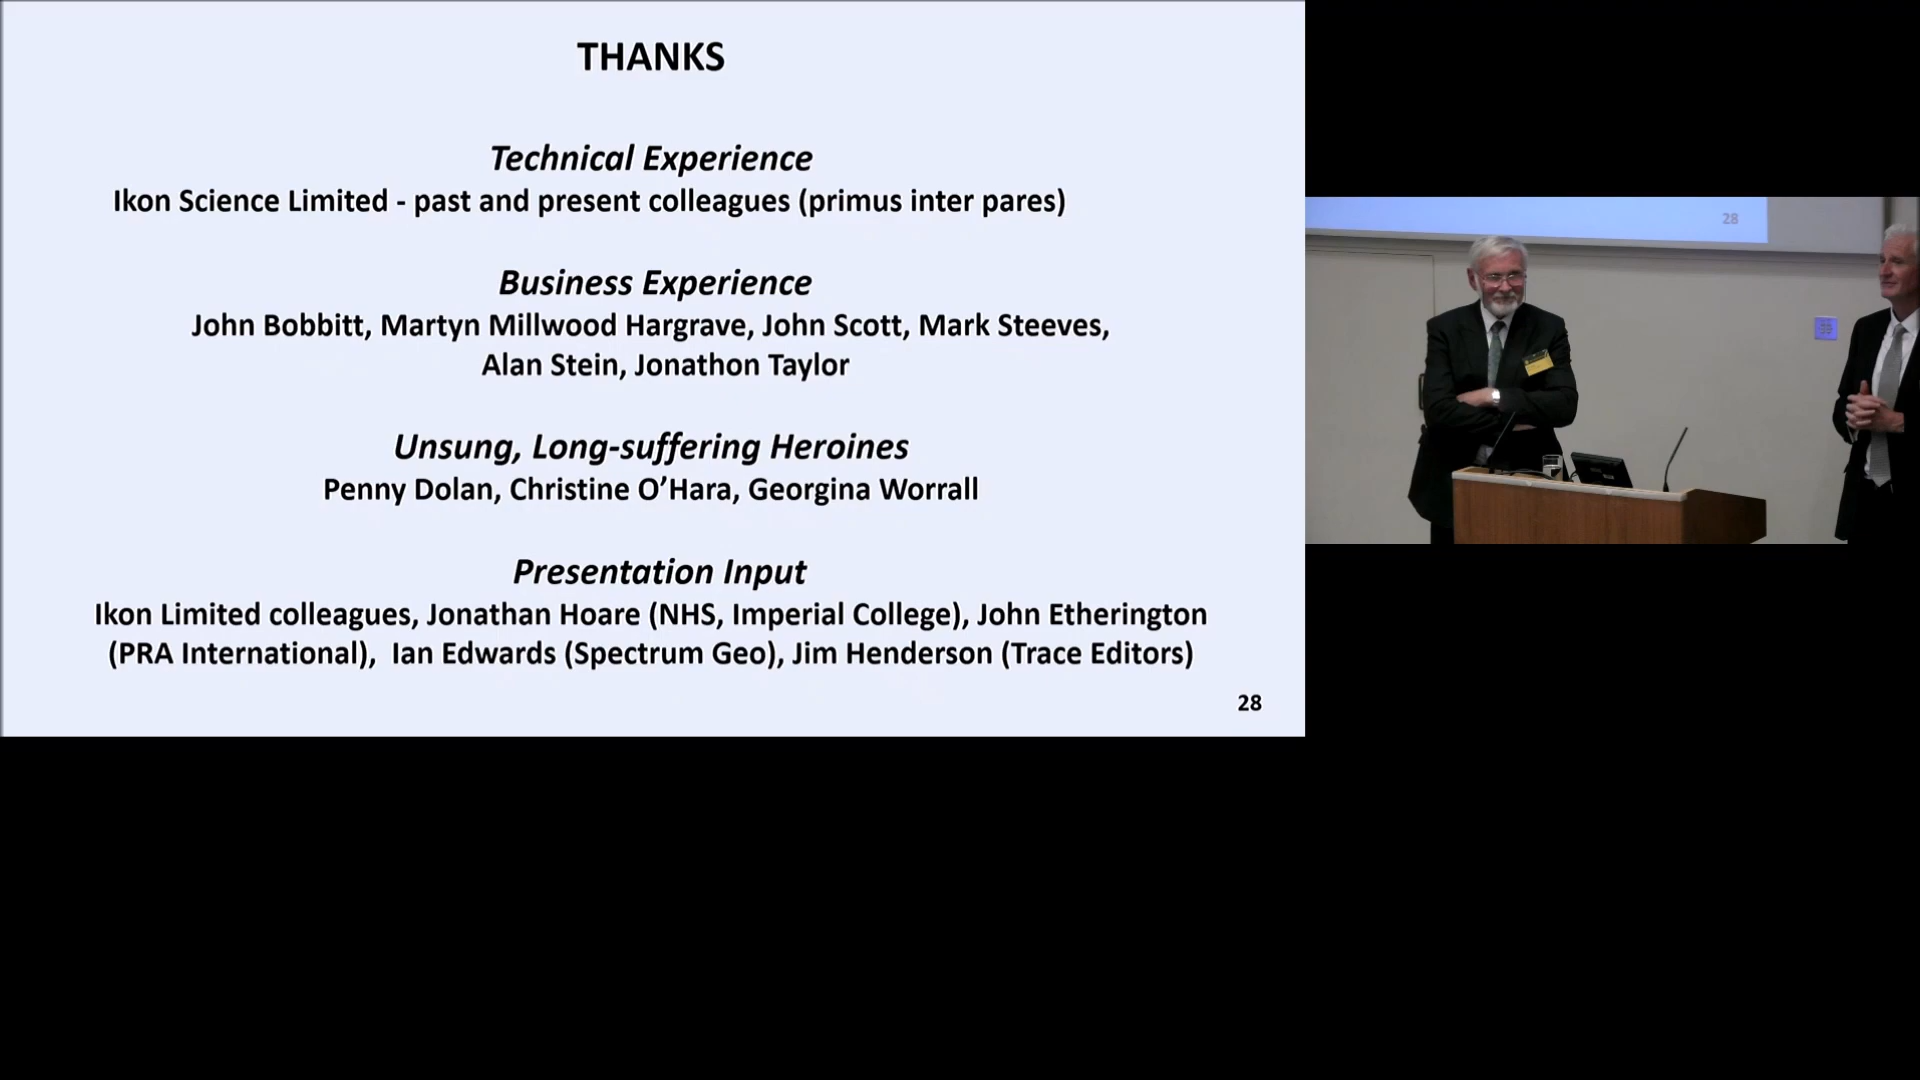 THANKS
Technical Experience
Ikon Science Limited - past and present colleagues (primus inter pares)
Business Experience
John Bobbitt, Martyn Millwood Hargrave, John Scott, Mark Steeves,
Alan Stein, Jonathon Taylor
Unsung, Long-suffering Heroines
Penny Dolan, Christine O’Hara, Georgina Worrall
Presentation Input
Ikon Limited colleagues, Jonathan Hoare (NHS, Imperial College), John Etherington
(PRA International), Ian Edwards (Spectrum Geo), Jim Henderson (Trace Editors)
28
28